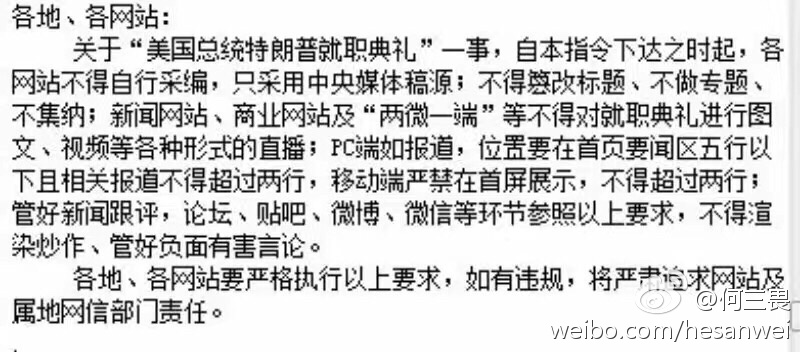 各地、各网站：
关于“美国总统特朗普就职典礼”一事，自本指令下达之时起，各
网站不得自行采编，只采用中央媒体稿源；不得篡改标题、不做专题、
不集纳；新闻网站、商业网站及“两微一端”等不得对就职典礼进行图
文、视频等各种形式的直播；PC端如报道，位置要在首页要闻区五行以
下且相关报道不得超过两行，移动端严禁在首屏展示，不得超过两行；
管好新闻跟评，论坛、贴吧、微博、微信等环节参照以上要求，不得渲
染炒作、管好负面有害言论。
各地、各网站要严格执行以上要求，如有违规，将严肃追求网站及
属地网信部门责任。
@何三畏
weibo.com/hesanwei